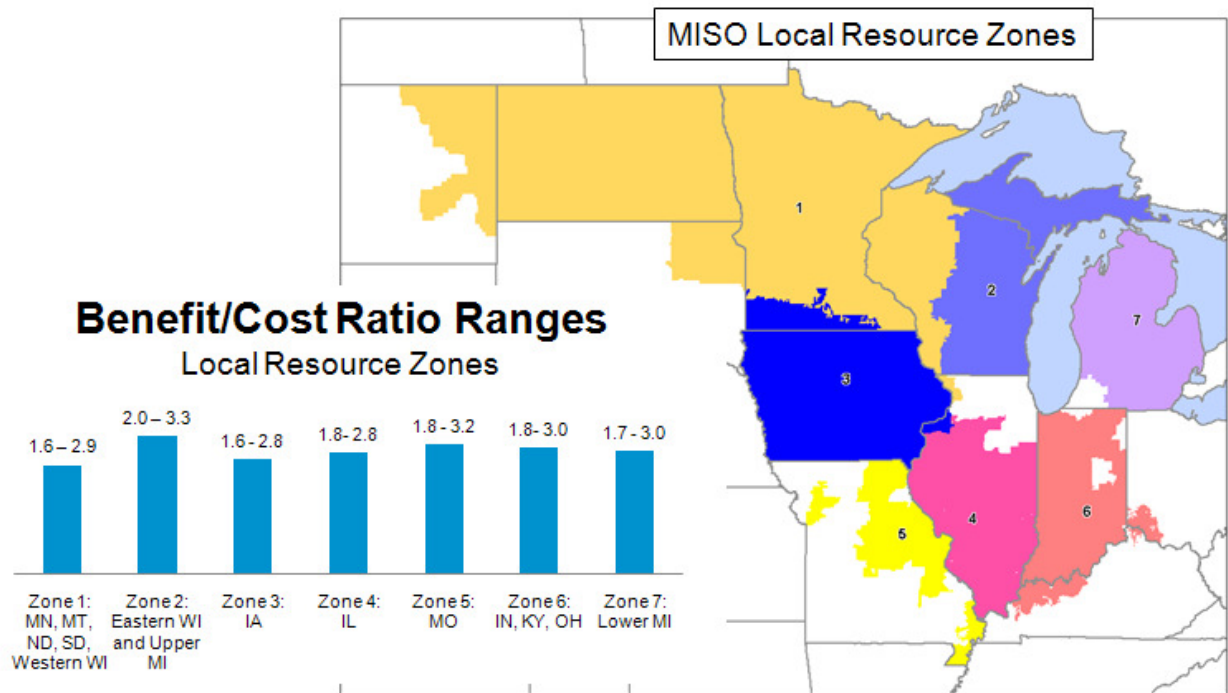 MISO Local Resource Zones
1
2
7
3
4
6
5
Benefit/Cost Ratio Ranges
Local Resource Zones
1.6 – 2.9
2.0 – 3.3
1.6 - 2.8
1.8- 2.8
1.8 - 3.2
1.8- 3.0
1.7 - 3.0
Zone 1:
MN, MT,
ND, SD,
Western WI
Zone 2:
Eastern WI
and Upper
MI
Zone 3:
IA
Zone 4:
IL
Zone 5:
MO
Zone 6:
IN, KY, OH
Zone 7:
Lower MI